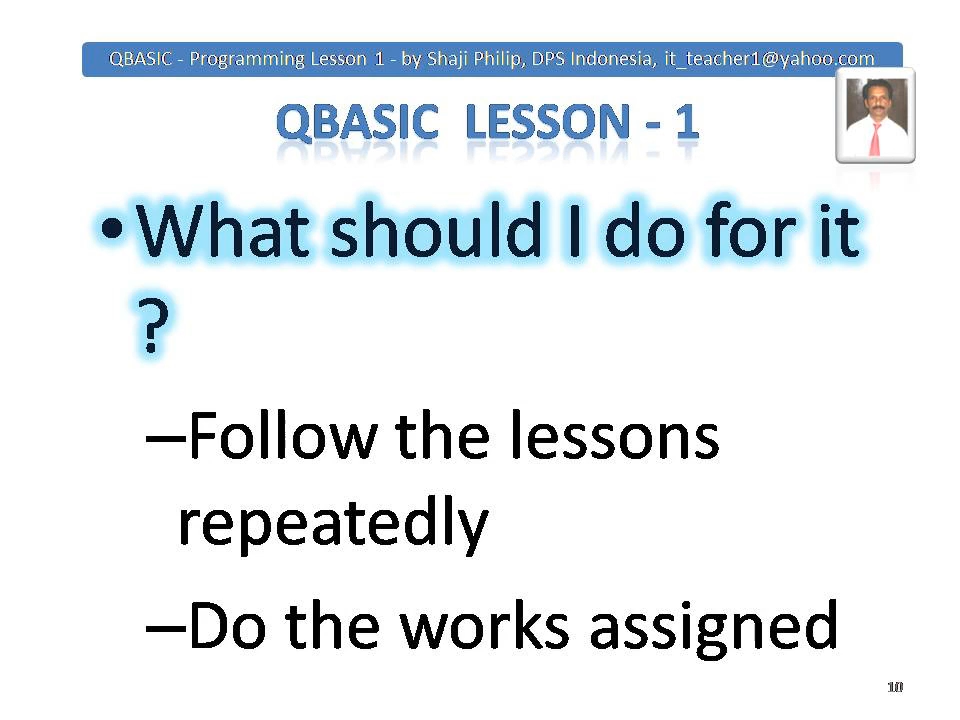 QBASIC - Programming Lesson 1 - by Shaji Philip, DPS Indonesia, it_teacher1@yahoo.com
QBASIC LESSON - 1
•What should I do for it
?
–Follow the lessons
repeatedly
–Do the works assigned
10